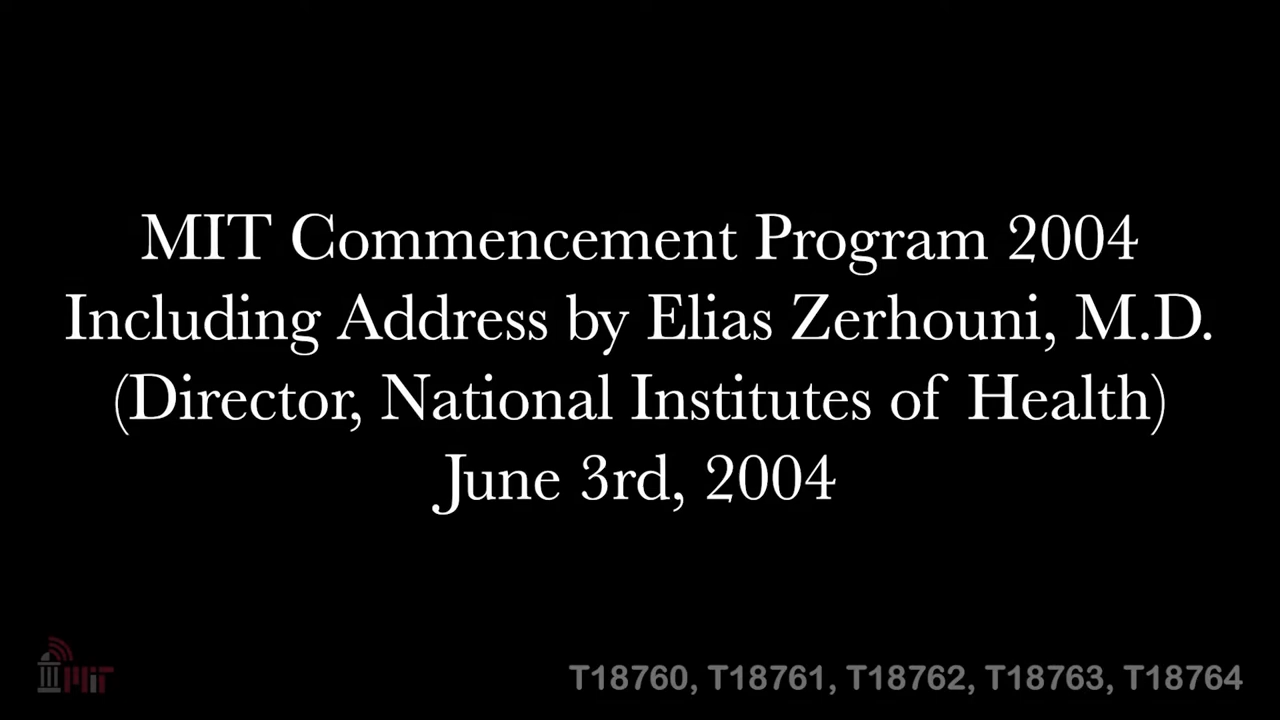 MIT Commencement Program 2004
Including Address by Elias Zerhouni, M.D.
(Director, National Institutes of Health)
June 3rd, 2004
MIT
T18760, T18761, T18762, T18763, T18764